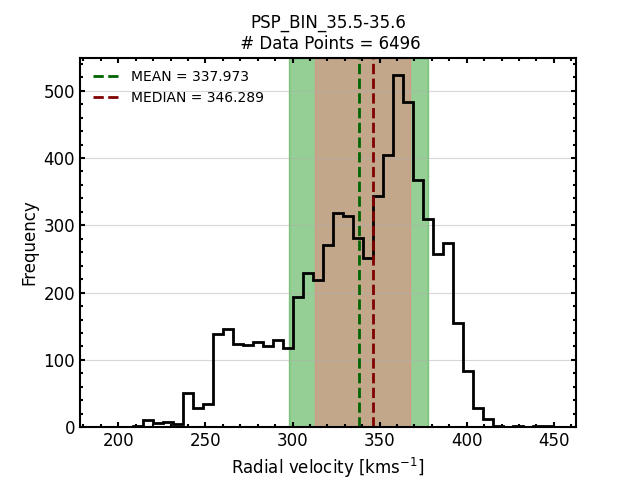 PSP_BIN_35.5-35.6
# Data Points = 6496
MEAN = 337.973
MEDIAN = 346.289
Frequency
500
400
300
200
100
0
200 250 300 350 400 450
Radial velocity [kms⁻¹]